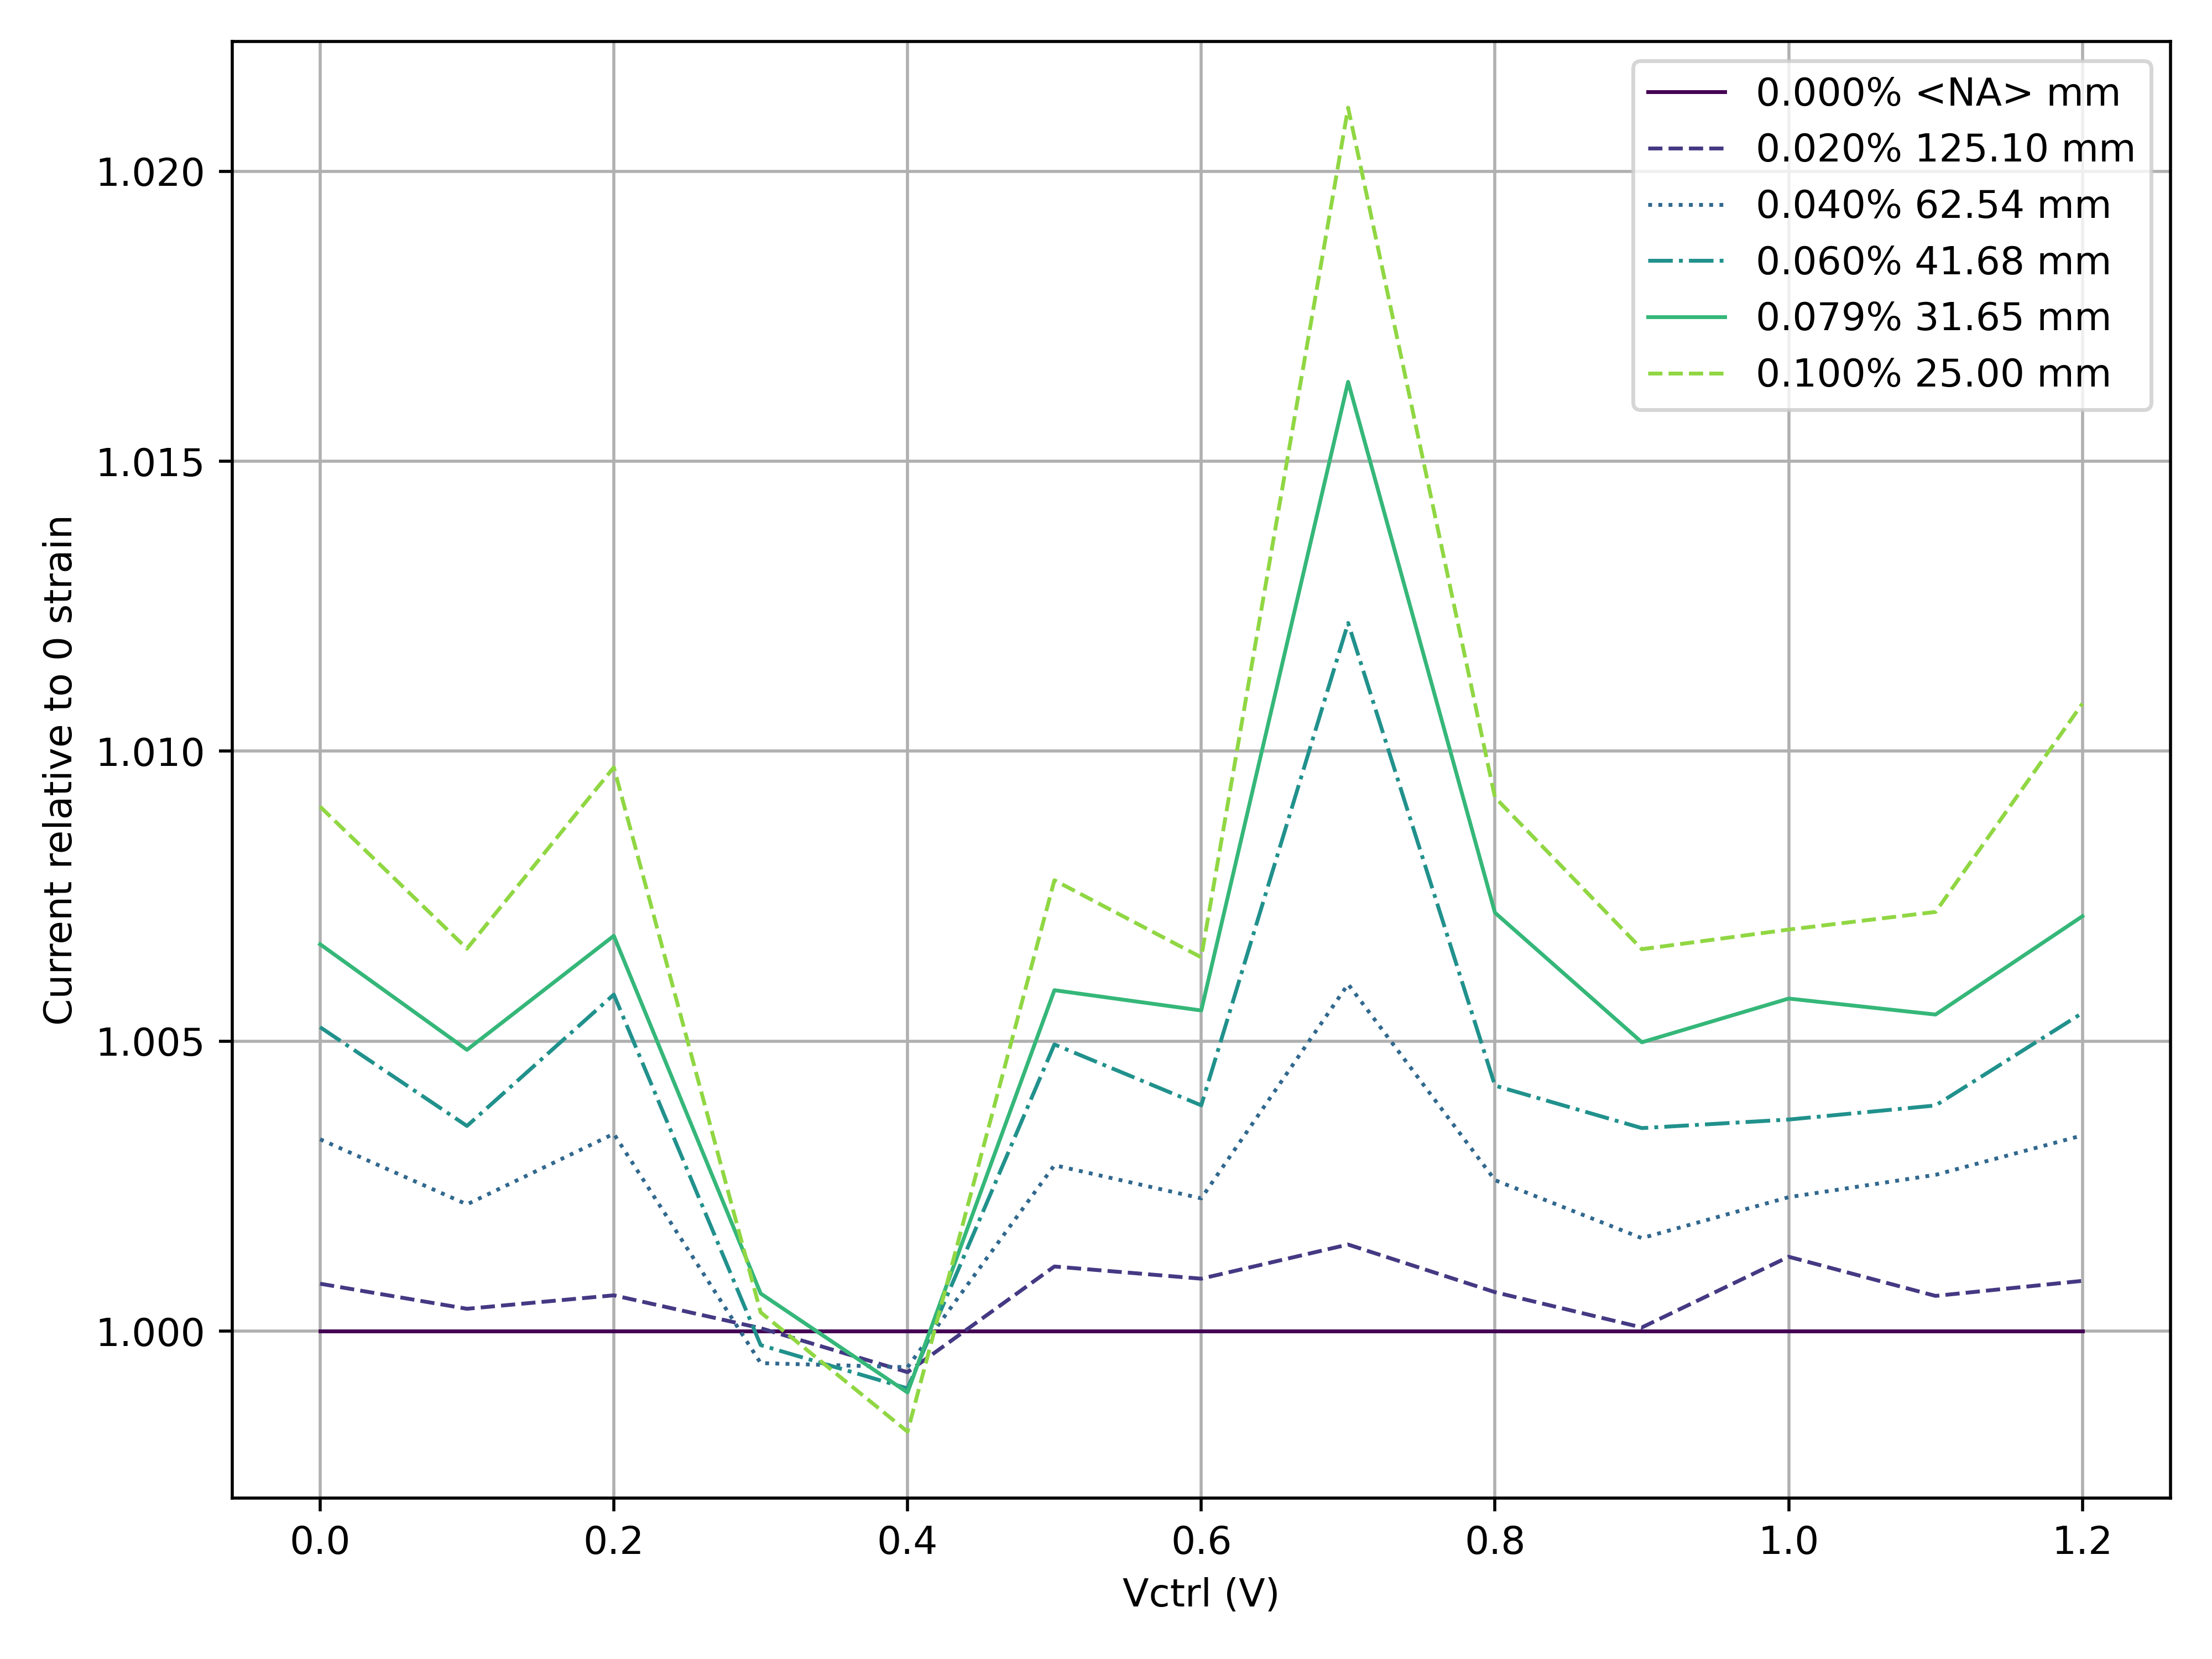 0.000% <NA> mm
0.020% 125.10 mm
0.040% 62.54 mm
0.060% 41.68 mm
0.079% 31.65 mm
0.100% 25.00 mm
1.020
1.015
1.010
1.005
1.000
Current relative to 0 strain
0.0 0.2 0.4 0.6 0.8 1.0 1.2
Vctrl (V)